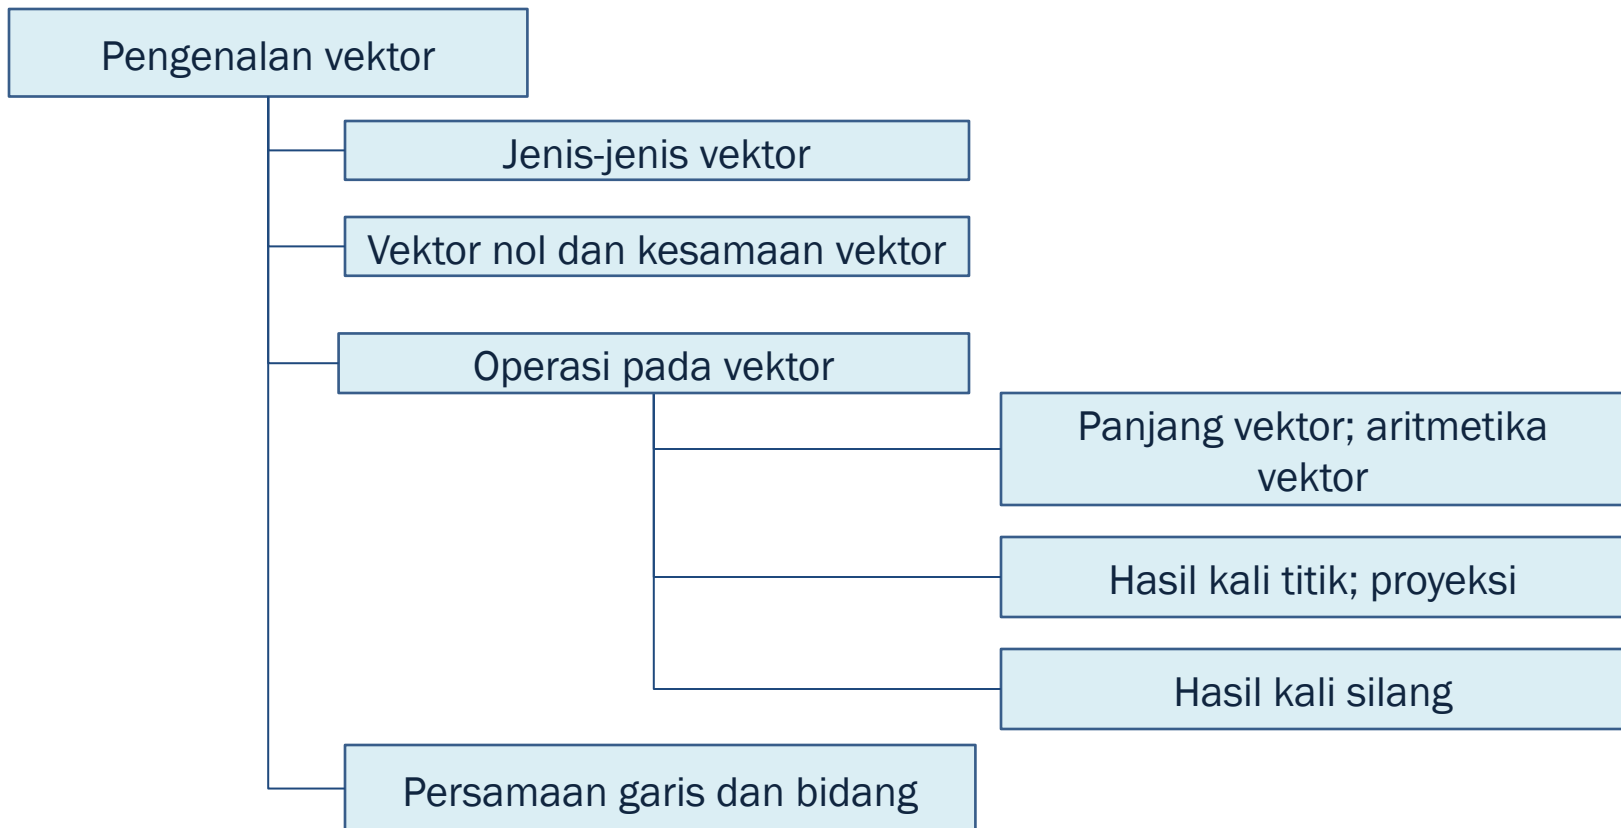 Pengenalan vektor
Jenis-jenis vektor
Vektor nol dan kesamaan vektor
Operasi pada vektor
Panjang vektor; aritmetika
vektor
Hasil kali titik; proyeksi
Hasil kali silang
Persamaan garis dan bidang